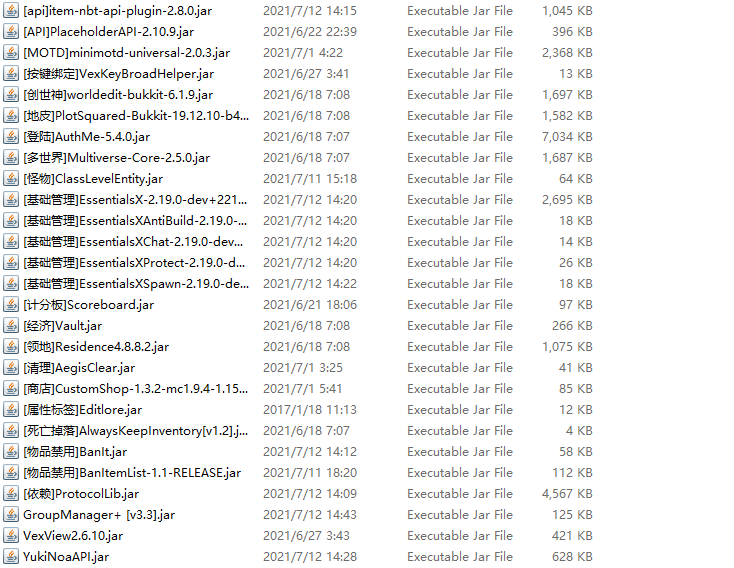 [api]item-nbt-api-plugin-2.8.0.jar 2021/7/12 14:15 Executable Jar File 1,045 KB
[API]PlaceholderAPI-2.10.9.jar 2021/6/22 22:39 Executable Jar File 396 KB
[MOTD]minimotd-universal-2.0.3.jar 2021/7/1 4:22 Executable Jar File 2,368 KB
[按键绑定]VexKeyBroadHelper.jar 2021/6/27 3:41 Executable Jar File 13 KB
[创世神]worldedit-bukkit-6.1.9.jar 2021/6/18 7:08 Executable Jar File 1,697 KB
[地皮]PlotSquared-Bukkit-19.12.10-b4... 2021/6/18 7:08 Executable Jar File 1,582 KB
[登陆]AuthMe-5.4.0.jar 2021/6/18 7:07 Executable Jar File 7,034 KB
[多世界]Multiverse-Core-2.5.0.jar 2021/6/18 7:07 Executable Jar File 1,687 KB
[怪物]ClassLevelEntity.jar 2021/7/11 15:18 Executable Jar File 64 KB
[基础管理]EssentialsX-2.19.0-dev+221... 2021/7/12 14:20 Executable Jar File 2,695 KB
[基础管理]EssentialsXAntiBuild-2.19.0-... 2021/7/12 14:20 Executable Jar File 18 KB
[基础管理]EssentialsXChat-2.19.0-dev... 2021/7/12 14:20 Executable Jar File 14 KB
[基础管理]EssentialsXProtect-2.19.0-d... 2021/7/12 14:20 Executable Jar File 26 KB
[基础管理]EssentialsXSpawn-2.19.0-de... 2021/7/12 14:22 Executable Jar File 18 KB
[计分板]Scoreboard.jar 2021/6/21 18:06 Executable Jar File 97 KB
[经济]Vault.jar 2021/6/18 7:08 Executable Jar File 266 KB
[领地]Residence4.8.8.2.jar 2021/6/18 7:08 Executable Jar File 1,075 KB
[清理]AegisClear.jar 2021/7/1 3:25 Executable Jar File 41 KB
[商店]CustomShop-1.3.2-mc1.9.4-1.15... 2021/7/1 5:41 Executable Jar File 85 KB
[属性标签]Editlore.jar 2017/1/18 11:13 Executable Jar File 12 KB
[死亡掉落]AlwaysKeepInventory[v1.2].j... 2021/6/18 7:07 Executable Jar File 4 KB
[物品禁用]BanIt.jar 2021/7/12 14:12 Executable Jar File 58 KB
[物品禁用]BanItemList-1.1-RELEASE.jar 2021/7/11 18:20 Executable Jar File 112 KB
[依赖]ProtocolLib.jar 2021/7/12 14:09 Executable Jar File 4,567 KB
GroupManager+ [v3.3].jar 2021/7/12 14:43 Executable Jar File 125 KB
VexView2.6.10.jar 2021/6/27 3:43 Executable Jar File 421 KB
YukiNoaAPI.jar 2021/7/12 14:28 Executable Jar File 628 KB